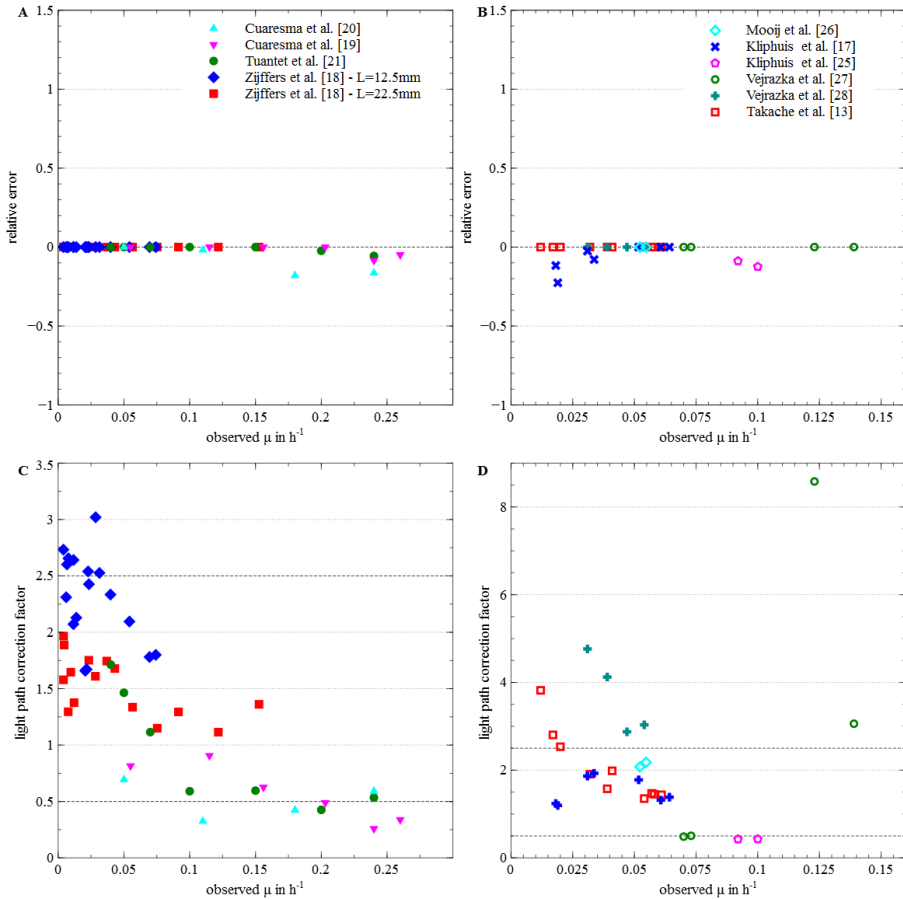 A
Cuaresma et al. [20]
Cuaresma et al. [19]
Tuantet et al. [21]
Zijffers et al. [18] - L=12.5mm
Zijffers et al. [18] - L=22.5mm
1.5
1
0.5
0
−0.5
−1
relative error
0
0.05
0.1
0.15
0.2
0.25
observed μ in h⁻¹
B
Mooij et al. [26]
Kliphuis et al. [17]
Kliphuis et al. [25]
Vejrazka et al. [27]
Vejrazka et al. [28]
Takache et al. [13]
1.5
1
0.5
0
−0.5
−1
relative error
0
0.025
0.05
0.075
0.1
0.125
0.15
observed μ in h⁻¹
C
3.5
3
2.5
2
1.5
1
0.5
0
light path correction factor
0
0.05
0.1
0.15
0.2
0.25
observed μ in h⁻¹
D
8
6
4
2
0
light path correction factor
0
0.025
0.05
0.075
0.1
0.125
0.15
observed μ in h⁻¹